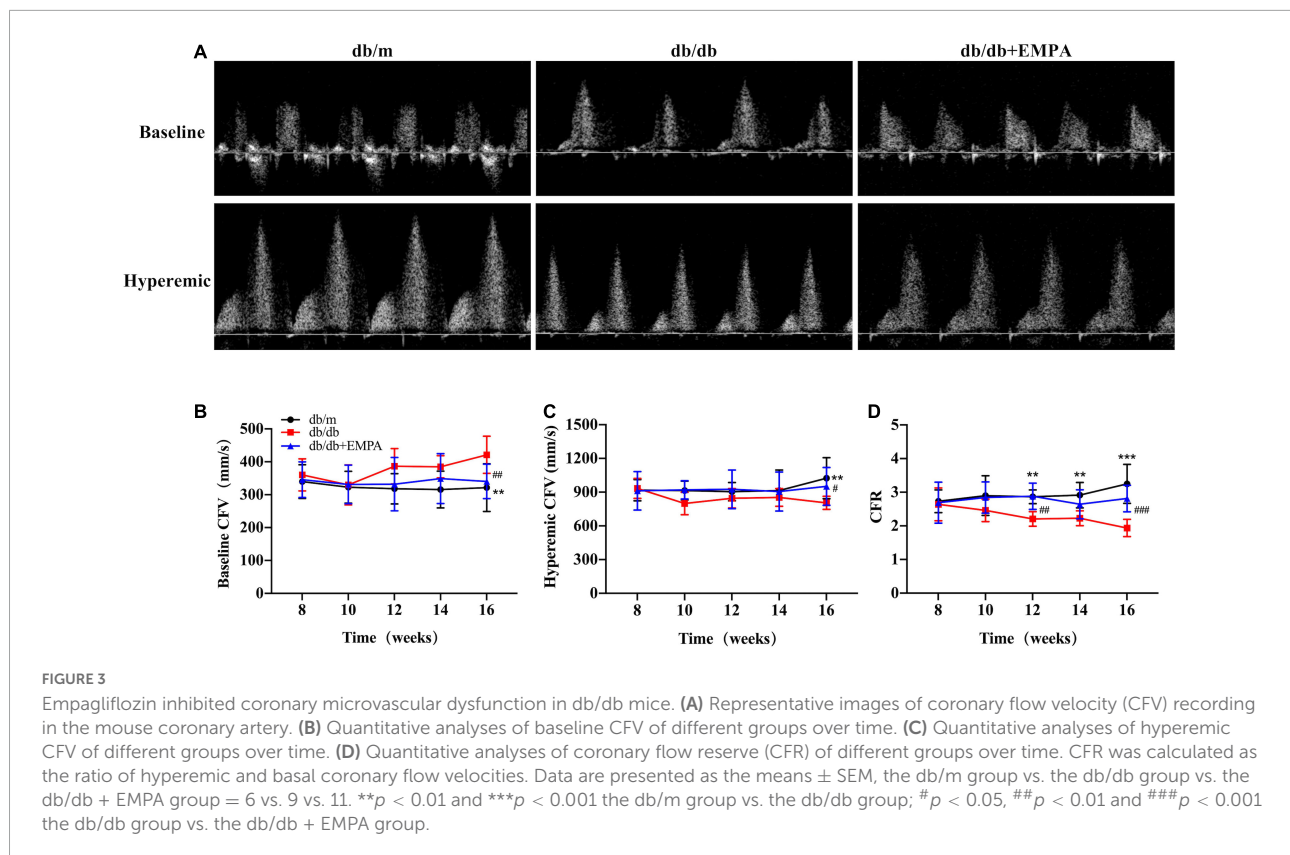 A db/m db/db db/db+EMPA
Baseline
Hyperemic
B
db/m
db/db
db/db+EMPA
Baseline CFV (mm/s)
500
400
300
200
100
0
##
**
8 10 12 14 16
Time (weeks)
C
Hyperemic CFV (mm/s)
1500
1200
900
600
300
0
**
#
8 10 12 14 16
Time (weeks)
D
CFR
5
4
3
2
1
0
** ** ***
## ###
8 10 12 14 16
Time (weeks)
FIGURE 3
Empagliflozin inhibited coronary microvascular dysfunction in db/db mice. (A) Representative images of coronary flow velocity (CFV) recording
in the mouse coronary artery. (B) Quantitative analyses of baseline CFV of different groups over time. (C) Quantitative analyses of hyperemic
CFV of different groups over time. (D) Quantitative analyses of coronary flow reserve (CFR) of different groups over time. CFR was calculated as
the ratio of hyperemic and basal coronary flow velocities. Data are presented as the means ± SEM, the db/m group vs. the db/db group vs. the
db/db + EMPA group = 6 vs. 9 vs. 11. **p < 0.01 and ***p < 0.001 the db/m group vs. the db/db group; #p < 0.05, ##p < 0.01 and ###p < 0.001
the db/db group vs. the db/db + EMPA group.